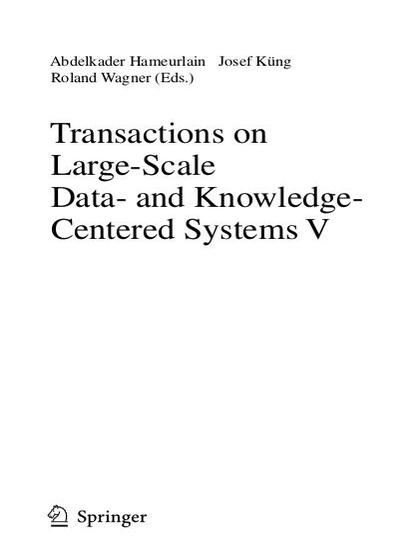 Abdelkader Hameurlain Josef Küng
Roland Wagner (Eds.)
Transactions on
Large-Scale
Data- and Knowledge-
Centered Systems V
Springer